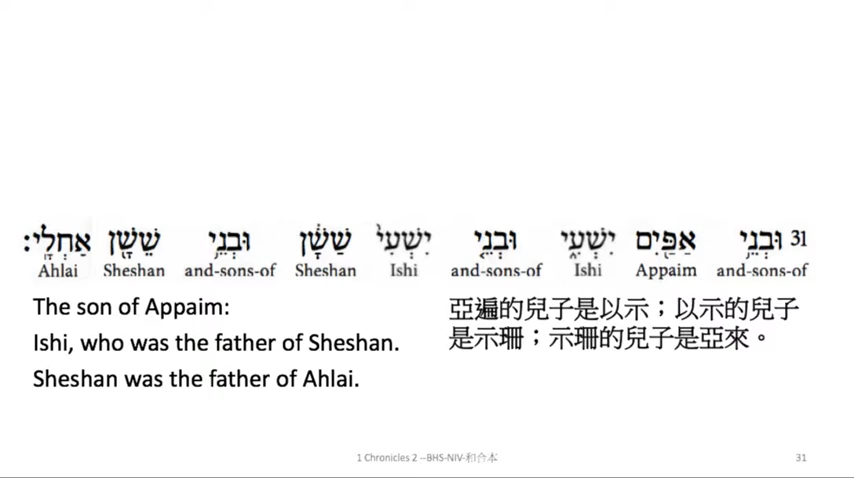 31 וּבְנֵ֥י אַפַּ֖יִם יִשְׁעִ֑י וּבְנֵ֤י יִשְׁעִי֙ שֵׁשָׁ֔ן וּבְנֵ֥י שֵׁשָׁ֖ן אַחְלָֽי׃
Ahlai Sheshan and-sons-of Sheshan Ishi and-sons-of Ishi Appaim and-sons-of
The son of Appaim:
Ishi, who was the father of Sheshan.
Sheshan was the father of Ahlai.
亞遍的兒子是以示；以示的兒子
是示珊；示珊的兒子是亞來。
1 Chronicles 2 --BHS-NIV-和合本
31